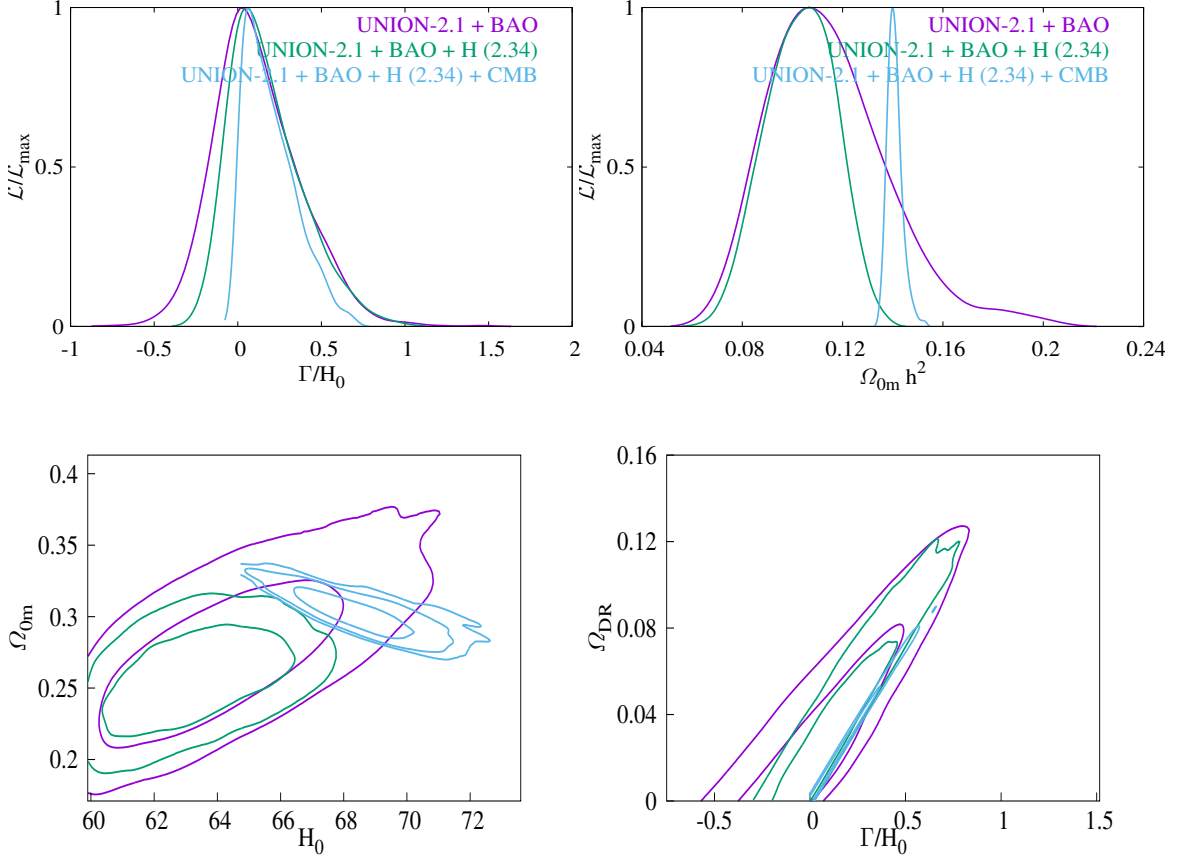 UNION-2.1 + BAO
UNION-2.1 + BAO + H (2.34)
UNION-2.1 + BAO + H (2.34) + CMB
ℒ/ℒmax
1
0.5
0
-1 -0.5 0 0.5 1 1.5 2
Γ/H0
UNION-2.1 + BAO
UNION-2.1 + BAO + H (2.34)
UNION-2.1 + BAO + H (2.34) + CMB
ℒ/ℒmax
1
0.5
0
0.04 0.08 0.12 0.16 0.2 0.24
Ω0m h²
Ω0m
0.4
0.35
0.3
0.25
0.2
60 62 64 66 68 70 72
H0
ΩDR
0.16
0.12
0.08
0.04
0
-0.5 0 0.5 1 1.5
Γ/H0